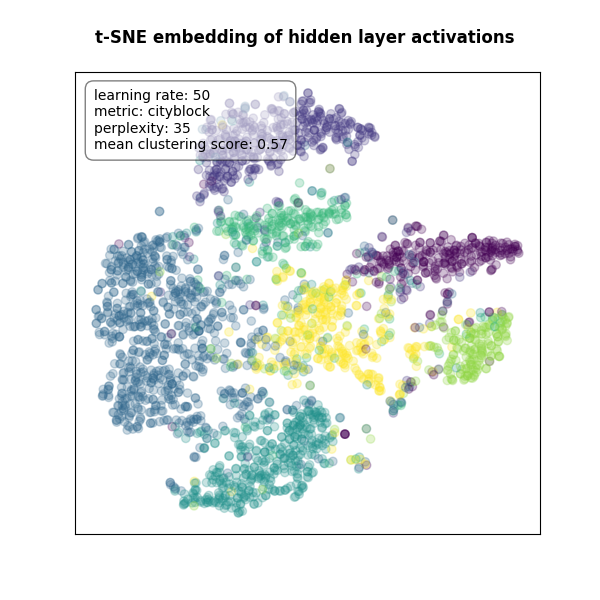 t-SNE embedding of hidden layer activations
learning rate: 50
metric: cityblock
perplexity: 35
mean clustering score: 0.57